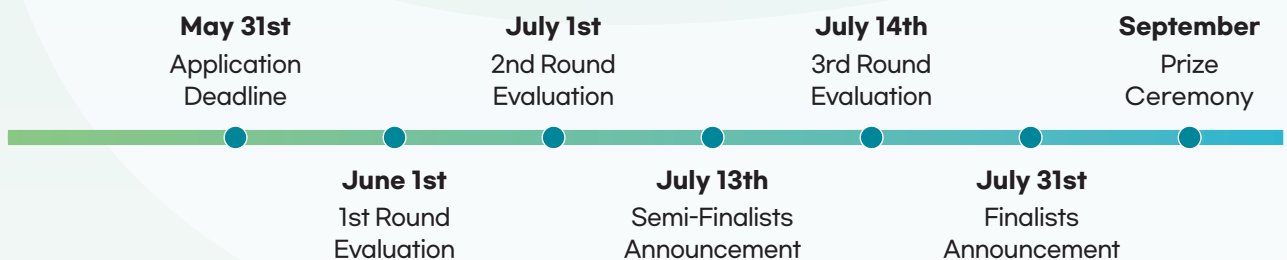 May 31st
Application
Deadline
June 1st
1st Round
Evaluation
July 1st
2nd Round
Evaluation
July 13th
Semi-Finalists
Announcement
July 14th
3rd Round
Evaluation
July 31st
Finalists
Announcement
September
Prize
Ceremony